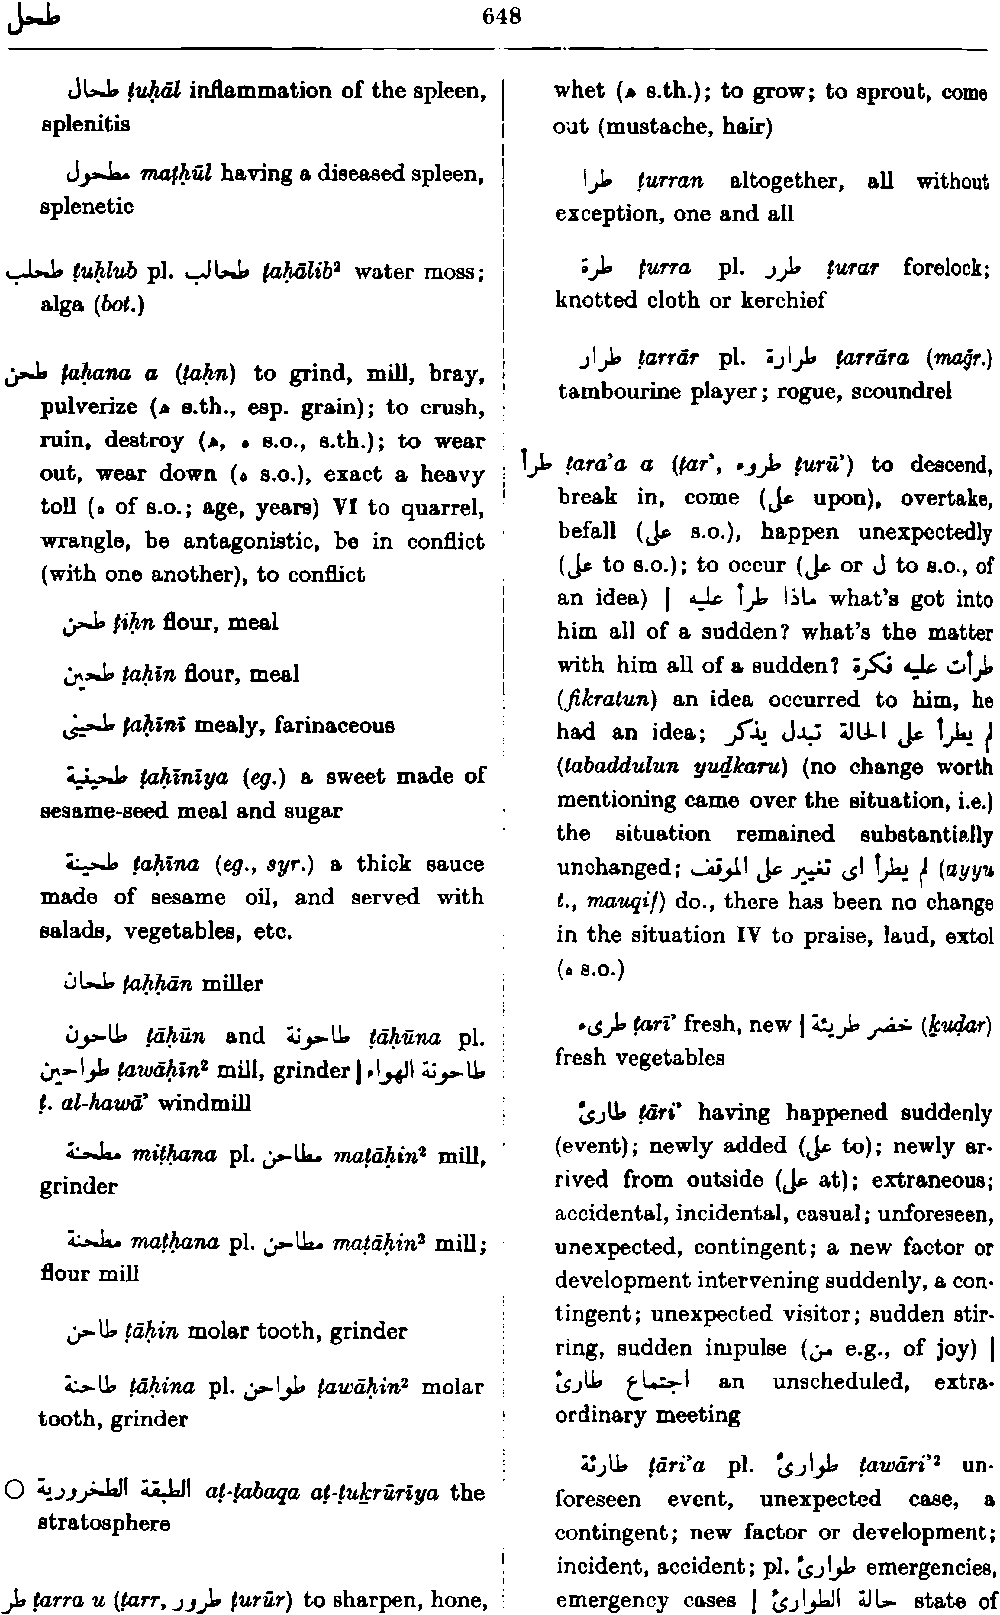 طحل
648
طحال ṭuḥāl inflammation of the spleen,
splenitis
مطحول maṭḥūl having a diseased spleen,
splenetic
طحلب ṭuḥlub pl. طحالب ṭaḥālib² water moss;
alga (bot.)
طحن ṭaḥana a (ṭaḥn) to grind, mill, bray,
pulverize (ﻫ s.th., esp. grain); to crush,
ruin, destroy (ﻫ, ه s.o., s.th.); to wear
out, wear down (ه s.o.), exact a heavy
toll (ه of s.o.; age, years) VI to quarrel,
wrangle, be antagonistic, be in conflict
(with one another), to conflict
طحن ṭiḥn flour, meal
طحين ṭaḥīn flour, meal
طحينى ṭaḥīnī mealy, farinaceous
طحينية ṭaḥīnīya (eg.) a sweet made of
sesame-seed meal and sugar
طحينة ṭaḥīna (eg., syr.) a thick sauce
made of sesame oil, and served with
salads, vegetables, etc.
طحان ṭaḥḥān miller
طاحون ṭāḥūn and طاحونة ṭāḥūna pl.
طواحين ṭawāḥīn² mill, grinder | طاحونة الهواء
ṭ. al-hawā’ windmill
مطحنة miṭḥana pl. مطاحن maṭāḥin² mill,
grinder
مطحنة maṭḥana pl. مطاحن maṭāḥin² mill;
flour mill
طاحن ṭāḥin molar tooth, grinder
طاحنة ṭāḥina pl. طواحن ṭawāḥin² molar
tooth, grinder
○ الطبقة الطخرورية aṭ-ṭabaqa aṭ-ṭuḵrūrīya the
stratosphere
طر ṭarra u (ṭarr, طرور ṭurūr) to sharpen, hone,
whet (ﻫ s.th.); to grow; to sprout, come
out (mustache, hair)
طرا ṭurran altogether, all without
exception, one and all
طرة ṭurra pl. طرر ṭurar forelock;
knotted cloth or kerchief
طرار ṭarrār pl. طرارة ṭarrāra (maḡr.)
tambourine player; rogue, scoundrel
طرأ ṭara’a a (ṭar’, طروء ṭurū’) to descend,
break in, come (على upon), overtake,
befall (على s.o.), happen unexpectedly
(على to s.o.); to occur (على or ل to s.o., of
an idea) | ماذا طرأ عليه what’s got into
him all of a sudden? what’s the matter
with him all of a sudden? طرأت عليه فكرة
(fikratun) an idea occurred to him, he
had an idea; لم يطرأ على الحالة تبدل يذكر
(tabaddulun yuḏkaru) (no change worth
mentioning came over the situation, i.e.)
the situation remained substantially
unchanged; لم يطرأ اى تغيير على الموقف (ayyu
t., mauqif) do., there has been no change
in the situation IV to praise, laud, extol
(ه s.o.)
طرىء ṭarī’ fresh, new | خضر طريئة (ḵuḍar)
fresh vegetables
طارئ ṭāri’ having happened suddenly
(event); newly added (على to); newly ar-
rived from outside (على at); extraneous;
accidental, incidental, casual; unforeseen,
unexpected, contingent; a new factor or
development intervening suddenly, a con-
tingent; unexpected visitor; sudden stir-
ring, sudden impulse (من e.g., of joy) |
اجتماع طارئ an unscheduled, extra-
ordinary meeting
طارئة ṭāri’a pl. طوارئ ṭawāri’² un-
foreseen event, unexpected case, a
contingent; new factor or development;
incident, accident; pl. طوارئ emergencies,
emergency cases | حالة الطوارئ state of